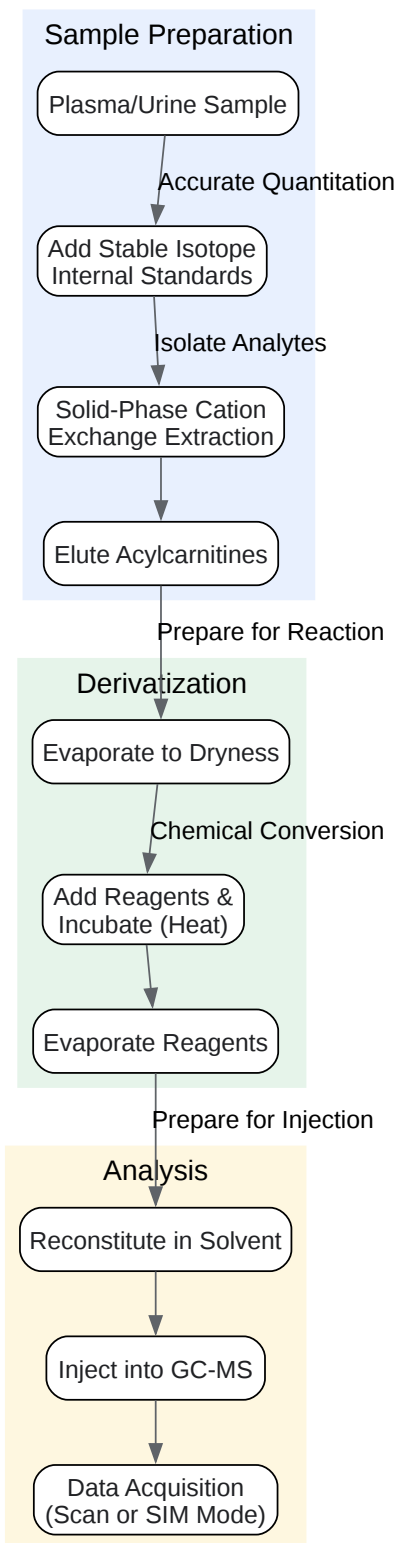 Sample Preparation
Plasma/Urine Sample
Accurate Quantitation
Add Stable Isotope
Internal Standards
Isolate Analytes
Solid-Phase Cation
Exchange Extraction
Elute Acylcarnitines
Prepare for Reaction
Derivatization
Evaporate to Dryness
Chemical Conversion
Add Reagents &
Incubate (Heat)
Evaporate Reagents
Prepare for Injection
Analysis
Reconstitute in Solvent
Inject into GC-MS
Data Acquisition
(Scan or SIM Mode)